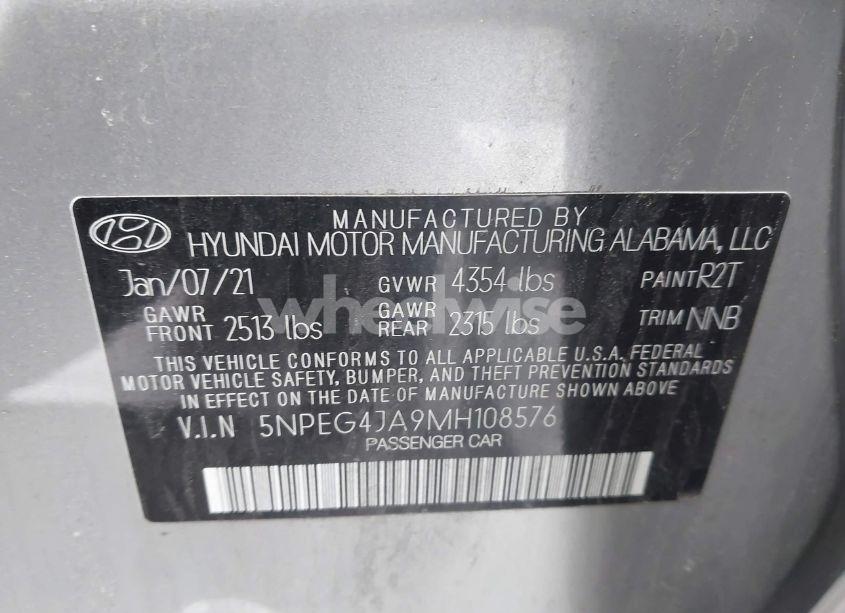 MANUFACTURED BY
HYUNDAI MOTOR MANUFACTURING ALABAMA, LLC
Jan/07/21 GVWR 4354 lbs PAINT R2T
GAWR FRONT 2513 lbs GAWR REAR 2315 lbs TRIM NNB
wheelwise
THIS VEHICLE CONFORMS TO ALL APPLICABLE U.S.A. FEDERAL
MOTOR VEHICLE SAFETY, BUMPER, AND THEFT PREVENTION STANDARDS
IN EFFECT ON THE DATE OF MANUFACTURE SHOWN ABOVE
V.I.N 5NPEG4JA9MH108576
PASSENGER CAR